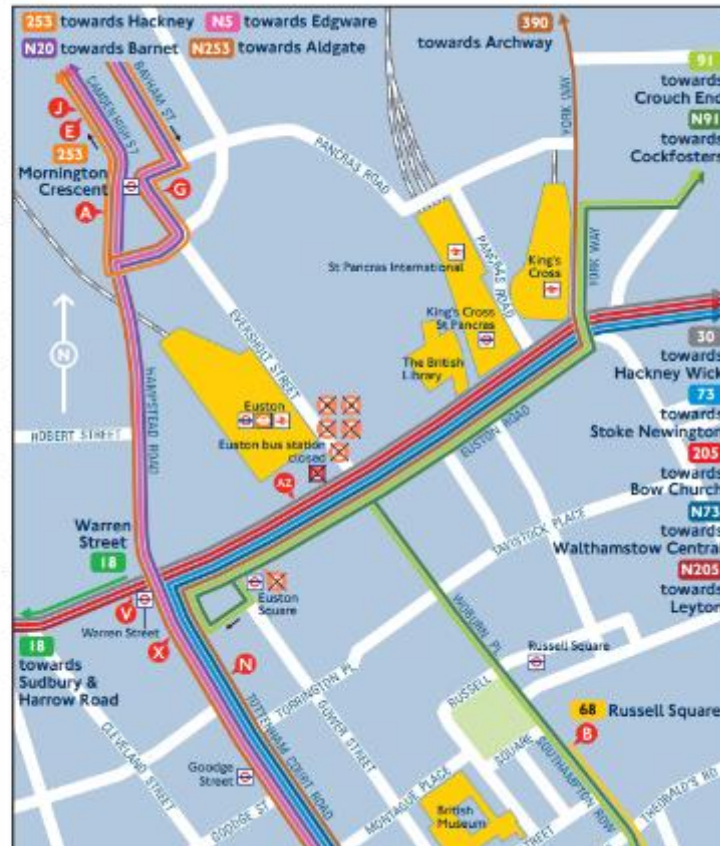 253 towards Hackney
N5 towards Edgware
N20 towards Barnet
N253 towards Aldgate
390
towards Archway
91
towards
Crouch End
N91
towards
Cockfosters
CAMDEN HIGH ST
BAYHAM ST
J
E
253
Mornington
Crescent
A
G
PANCRAS ROAD
YORK WAY
St Pancras International
PANCRAS ROAD
King's
Cross
YORK WAY
King's Cross
St Pancras
The British
Library
N
EVERSHOLT STREET
HAMPSTEAD ROAD
30
towards
Hackney Wick
73
towards
Stoke Newington
205
towards
Bow Church
N73
towards
Walthamstow Central
N205
towards
Leyton
ROBERT STREET
Euston
Euston bus station
closed
AZ
EUSTON ROAD
TAVISTOCK PLACE
Warren
Street
18
V
Warren Street
X
Euston
Square
N
18
towards
Sudbury &
Harrow Road
WOBURN PL
Russell Square
68 Russell Square
B
TORRINGTON PL
GOWER STREET
RUSSELL
SQUARE
SOUTHAMPTON ROW
CLEVELAND STREET
TOTTENHAM COURT ROAD
Goodge
Street
GOODGE ST
MONTAGUE PLACE
British
Museum
STREET
THEOBALD'S RD